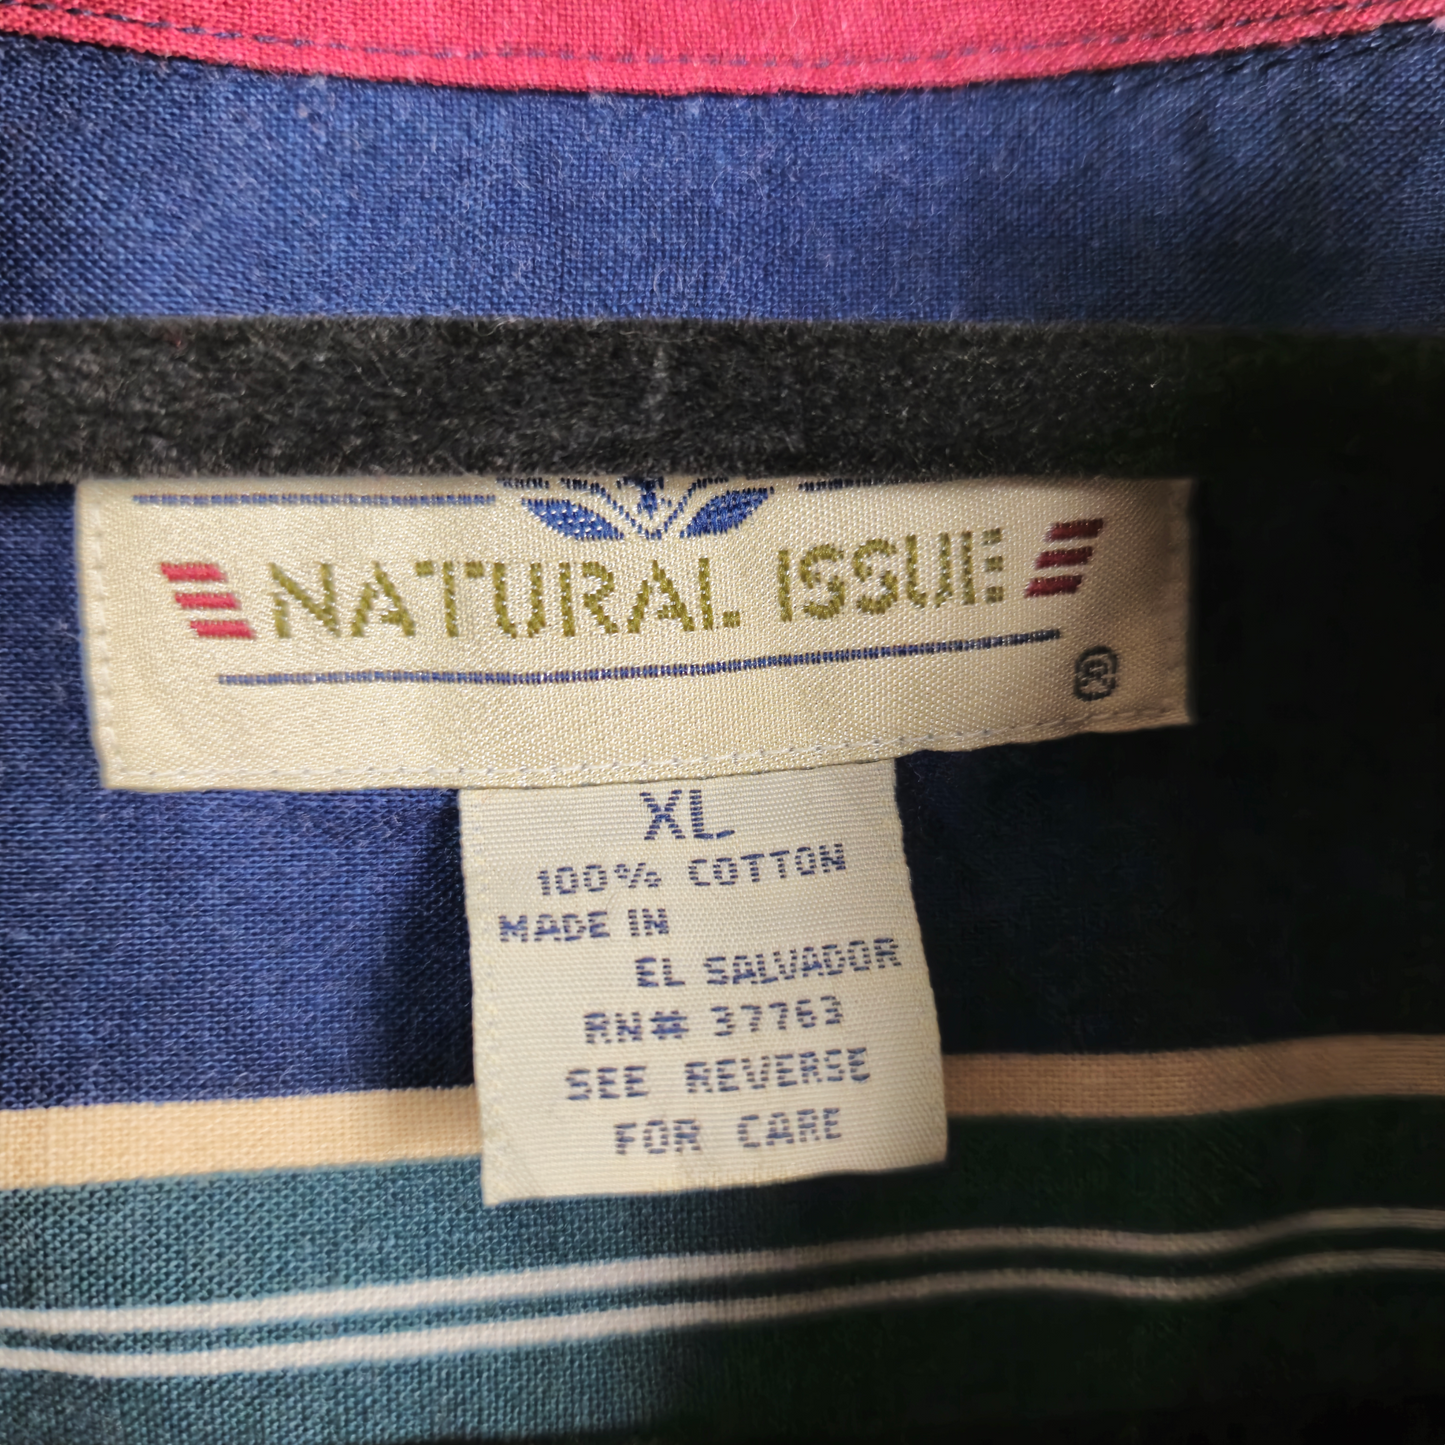 NATURAL ISSUE
®
XL
100% COTTON
MADE IN
EL SALVADOR
RN# 37763
SEE REVERSE
FOR CARE